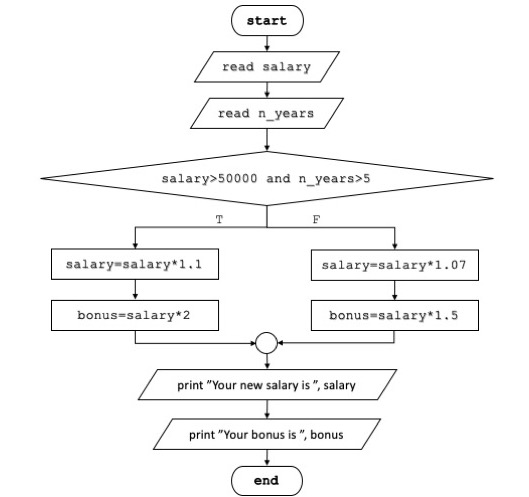 start
read salary
read n_years
salary>50000 and n_years>5
T F
salary=salary*1.1
salary=salary*1.07
bonus=salary*2
bonus=salary*1.5
print ”Your new salary is ”, salary
print ”Your bonus is ”, bonus
end